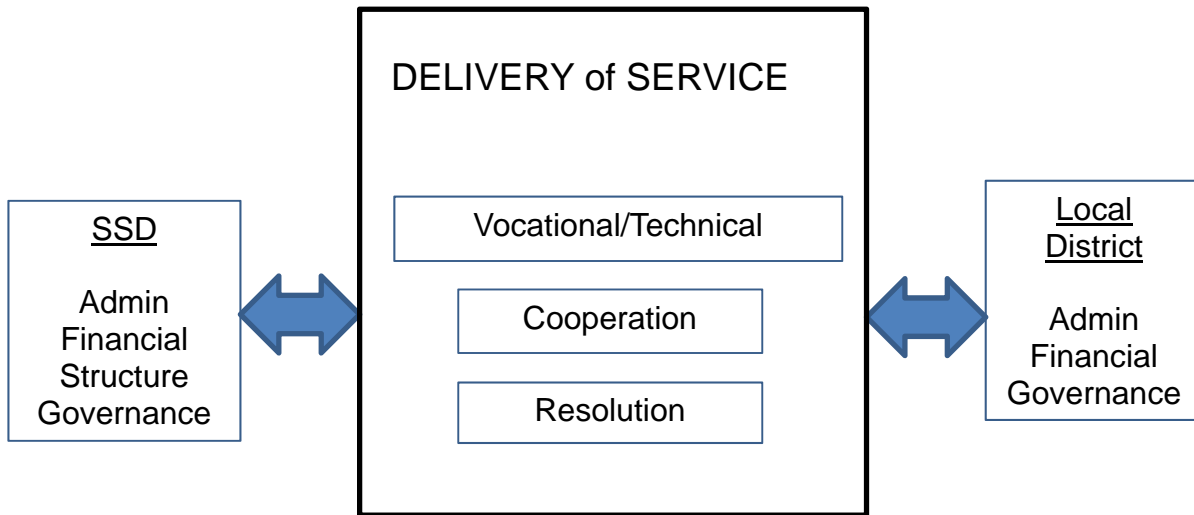 DELIVERY of SERVICE
SSD
Admin
Financial
Structure
Governance
Vocational/Technical
Cooperation
Resolution
Local
District
Admin
Financial
Governance